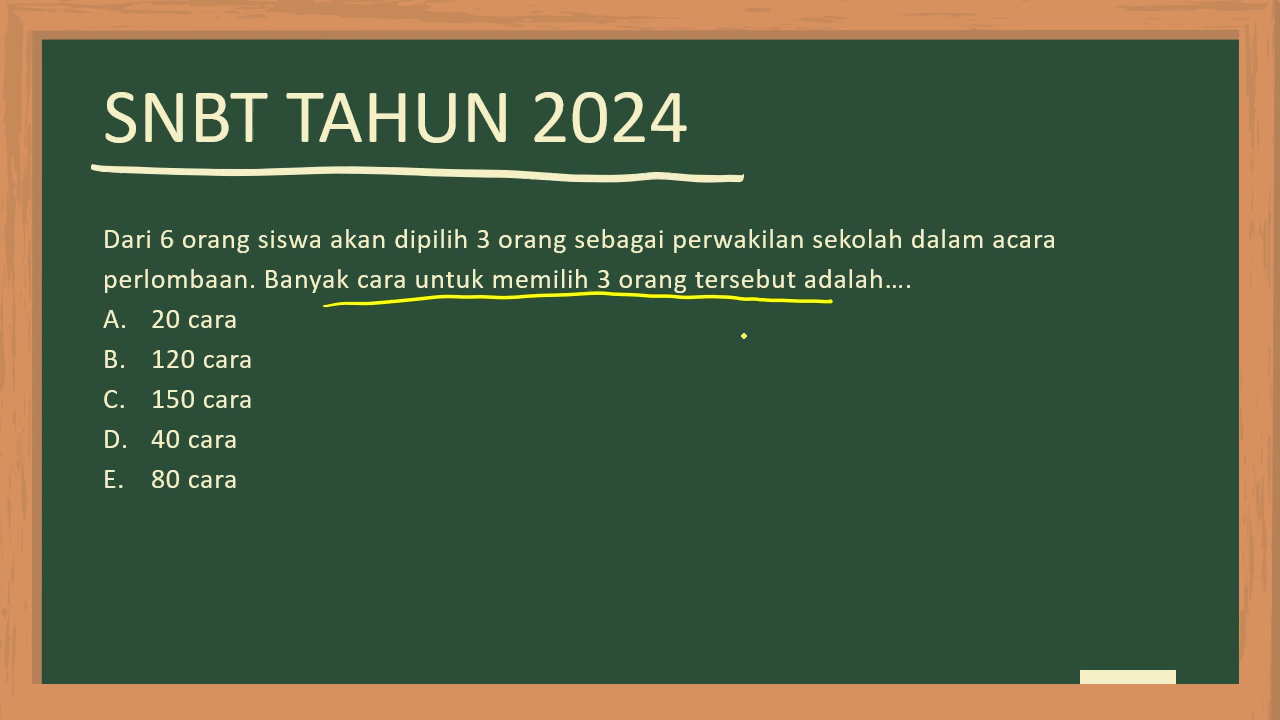 SNBT TAHUN 2024
Dari 6 orang siswa akan dipilih 3 orang sebagai perwakilan sekolah dalam acara
perlombaan. Banyak cara untuk memilih 3 orang tersebut adalah….
A. 20 cara
B. 120 cara
C. 150 cara
D. 40 cara
E. 80 cara